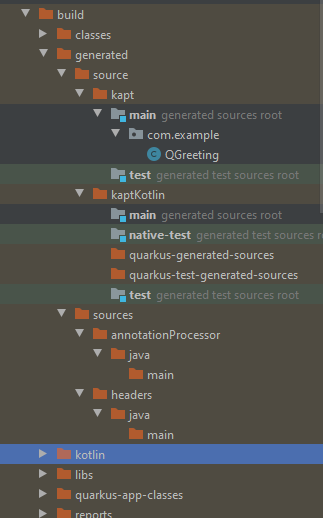 build
classes
generated
source
kapt
main generated sources root
com.example
QGreeting
test generated test sources root
kaptKotlin
main generated sources root
native-test generated test sources r
quarkus-generated-sources
quarkus-test-generated-sources
test generated test sources root
sources
annotationProcessor
java
main
headers
java
main
kotlin
libs
quarkus-app-classes
reports